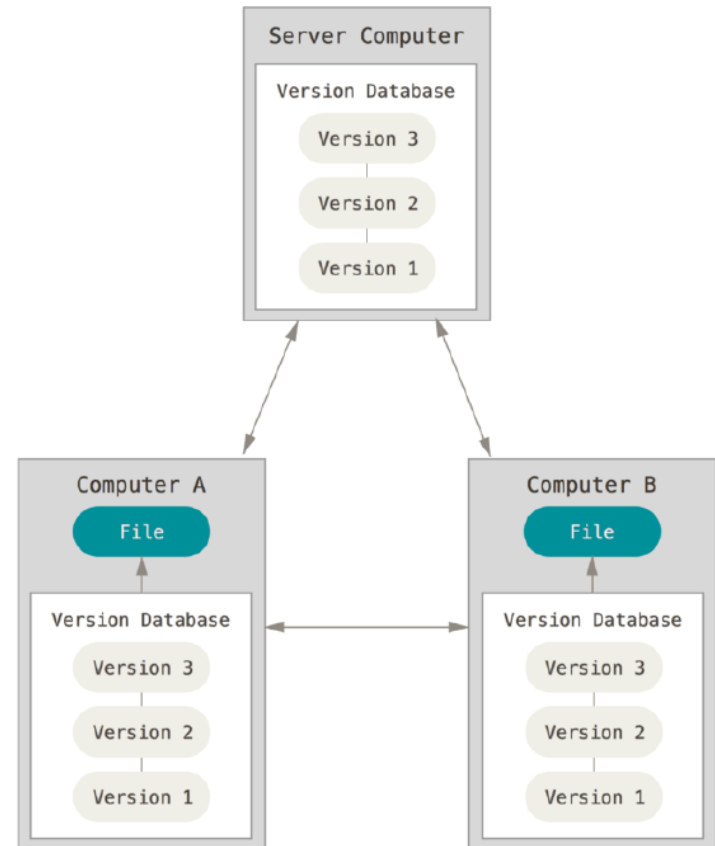 Server Computer
Version Database
Version 3
Version 2
Version 1
Computer A
File
Version Database
Version 3
Version 2
Version 1
Computer B
File
Version Database
Version 3
Version 2
Version 1